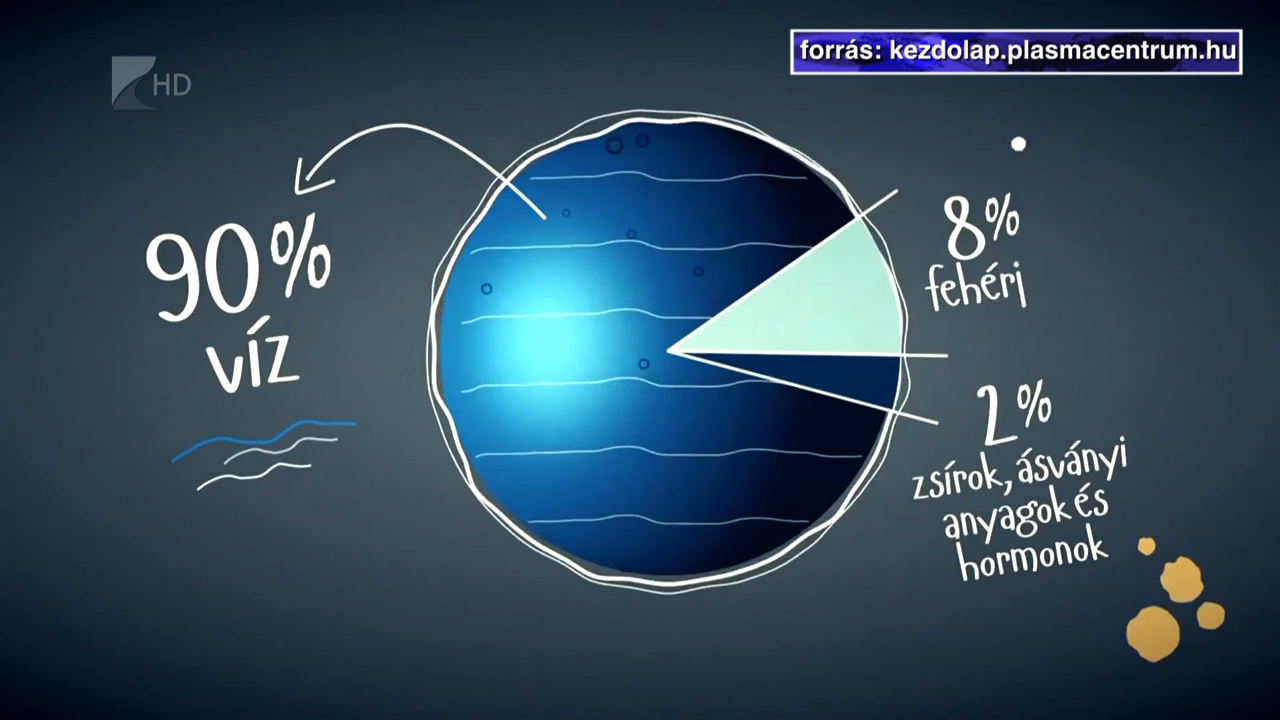 forrás: kezdolap.plasmacentrum.hu
HD
90%
víz
8%
fehérj
2%
zsírok, ásványi
anyagok és
hormonok